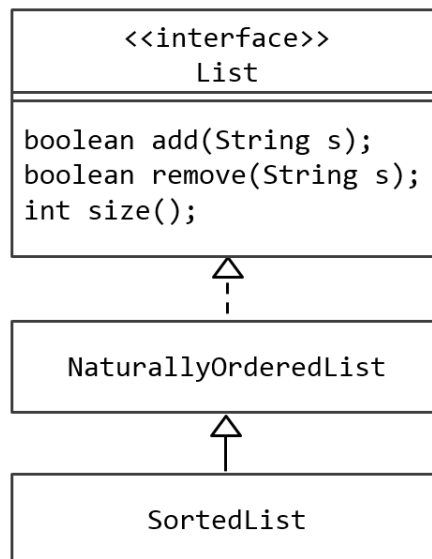 <<interface>>
List
boolean add(String s);
boolean remove(String s);
int size();
NaturallyOrderedList
SortedList